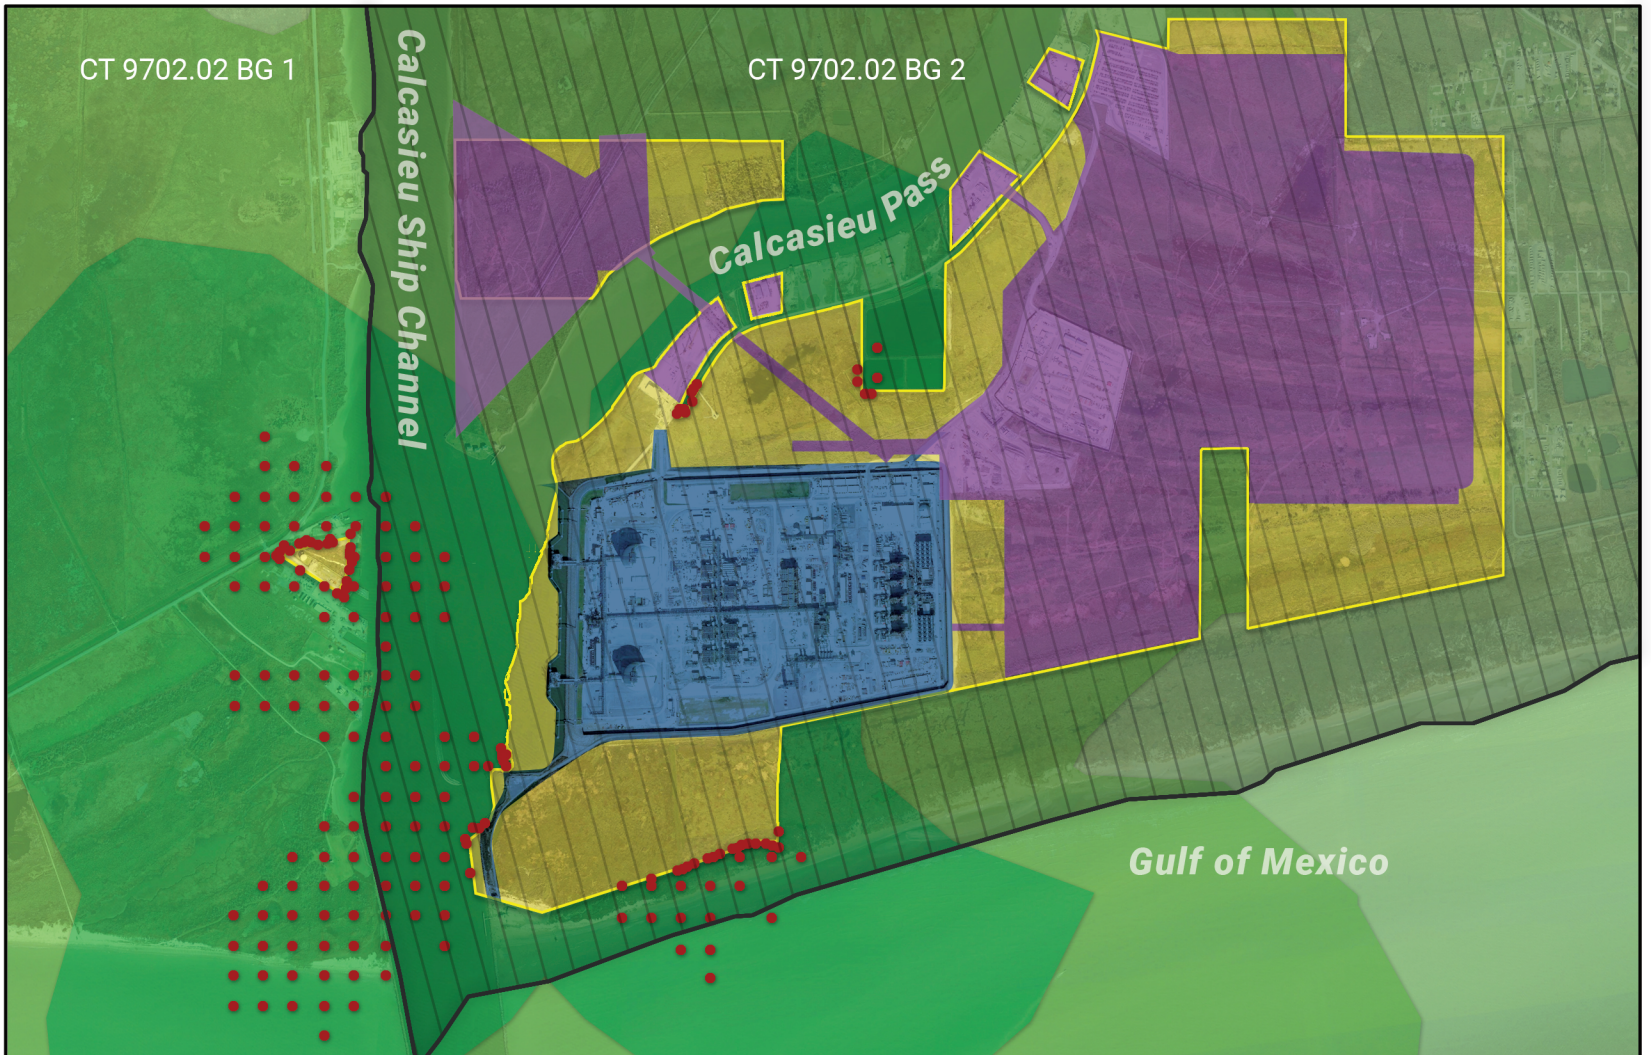 CT 9702.02 BG 1
CT 9702.02 BG 2
Calcasieu Ship Channel
Calcasieu Pass
Gulf of Mexico